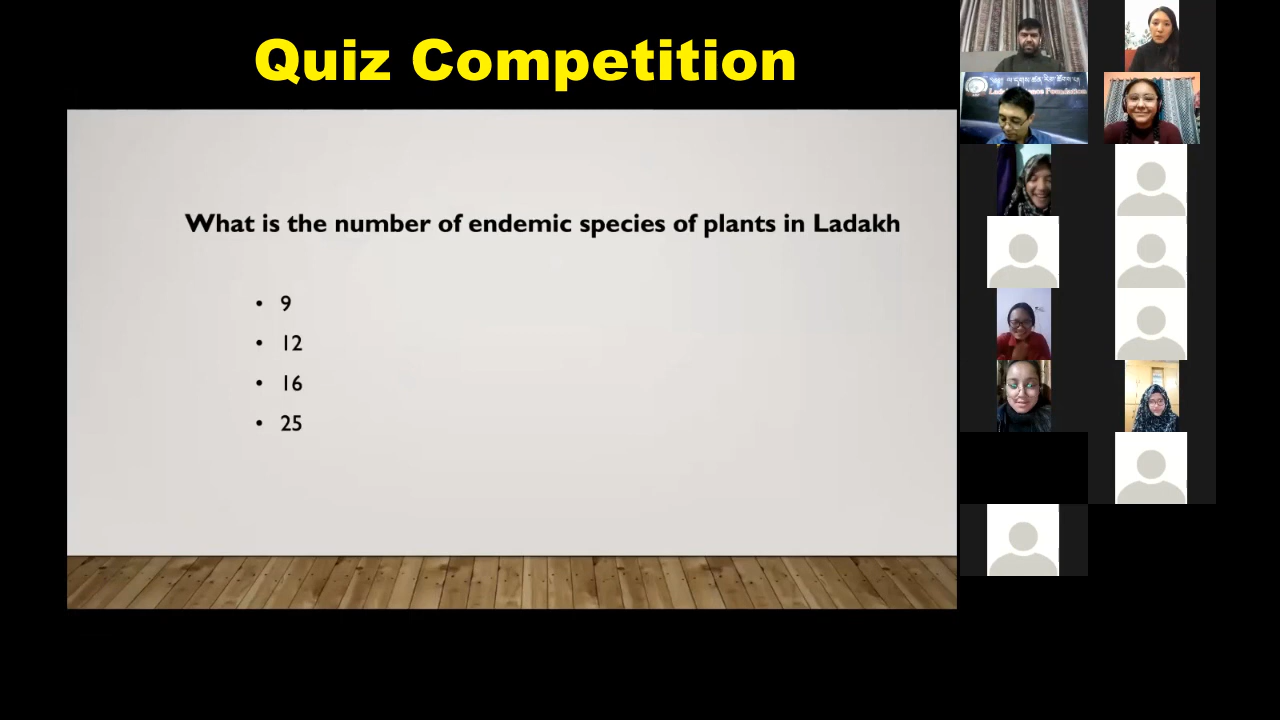 Quiz Competition
What is the number of endemic species of plants in Ladakh
• 9
• 12
• 16
• 25